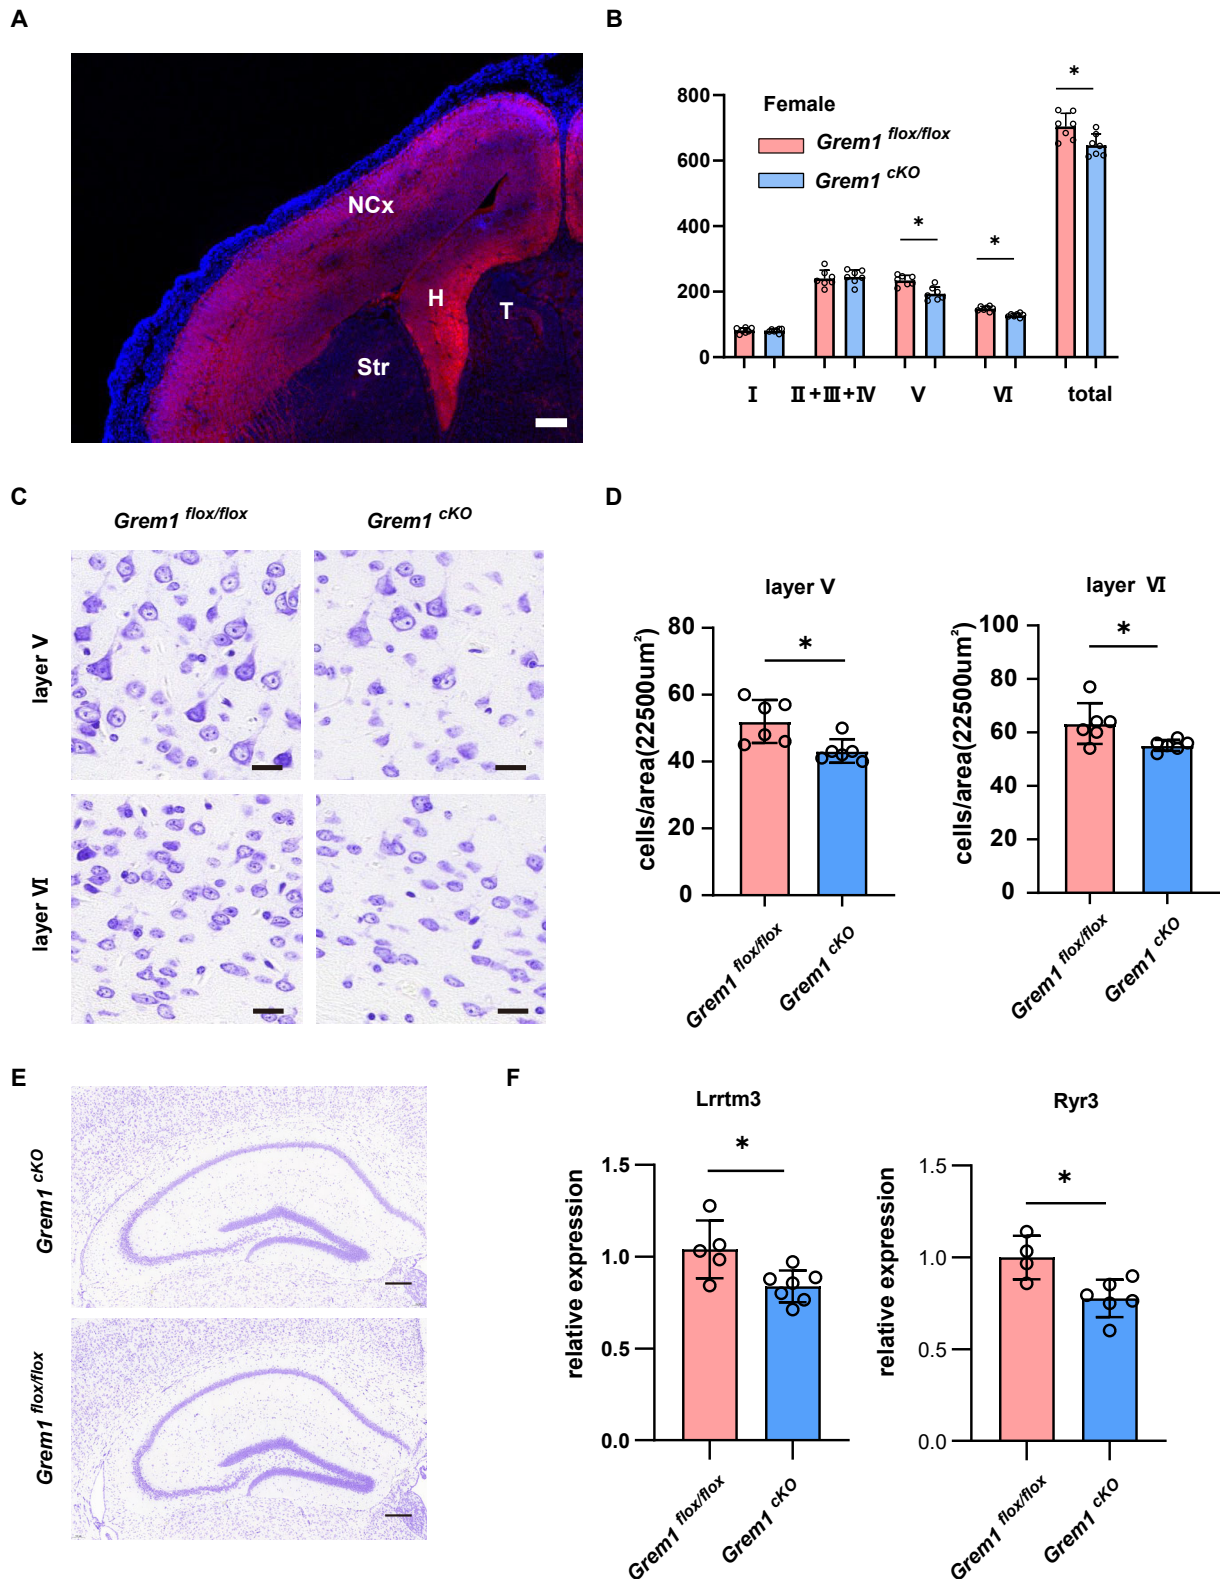 A
NCx
H
T
Str
B
Female
Grem1 flox/flox
Grem1 cKO
*
*
*
800
600
400
200
0
I
II+III+IV
V
VI
total
C
Grem1 flox/flox
Grem1 cKO
layer V
layer VI
D
layer V
cells/area(22500um²)
80
60
40
20
0
*
Grem1 flox/flox
Grem1 cKO
layer VI
cells/area(22500um²)
100
80
60
40
20
0
*
Grem1 flox/flox
Grem1 cKO
E
Grem1 cKO
Grem1 flox/flox
F
Lrrtm3
relative expression
1.5
1.0
0.5
0.0
*
Grem1 flox/flox
Grem1 cKO
Ryr3
relative expression
1.5
1.0
0.5
0.0
*
Grem1 flox/flox
Grem1 cKO